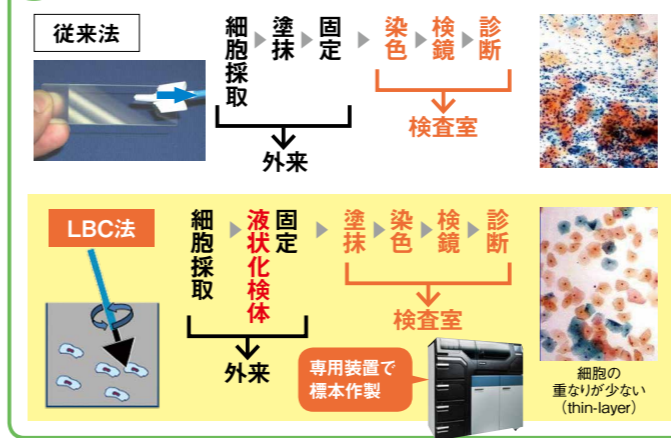 従来法
細胞採取
塗抹
固定
染色
検鏡
診断
外来
検査室
LBC法
細胞採取
液状化検体
固定
塗抹
染色
検鏡
診断
外来
検査室
専用装置で
標本作製
細胞の
重なりが少ない
(thin-layer)